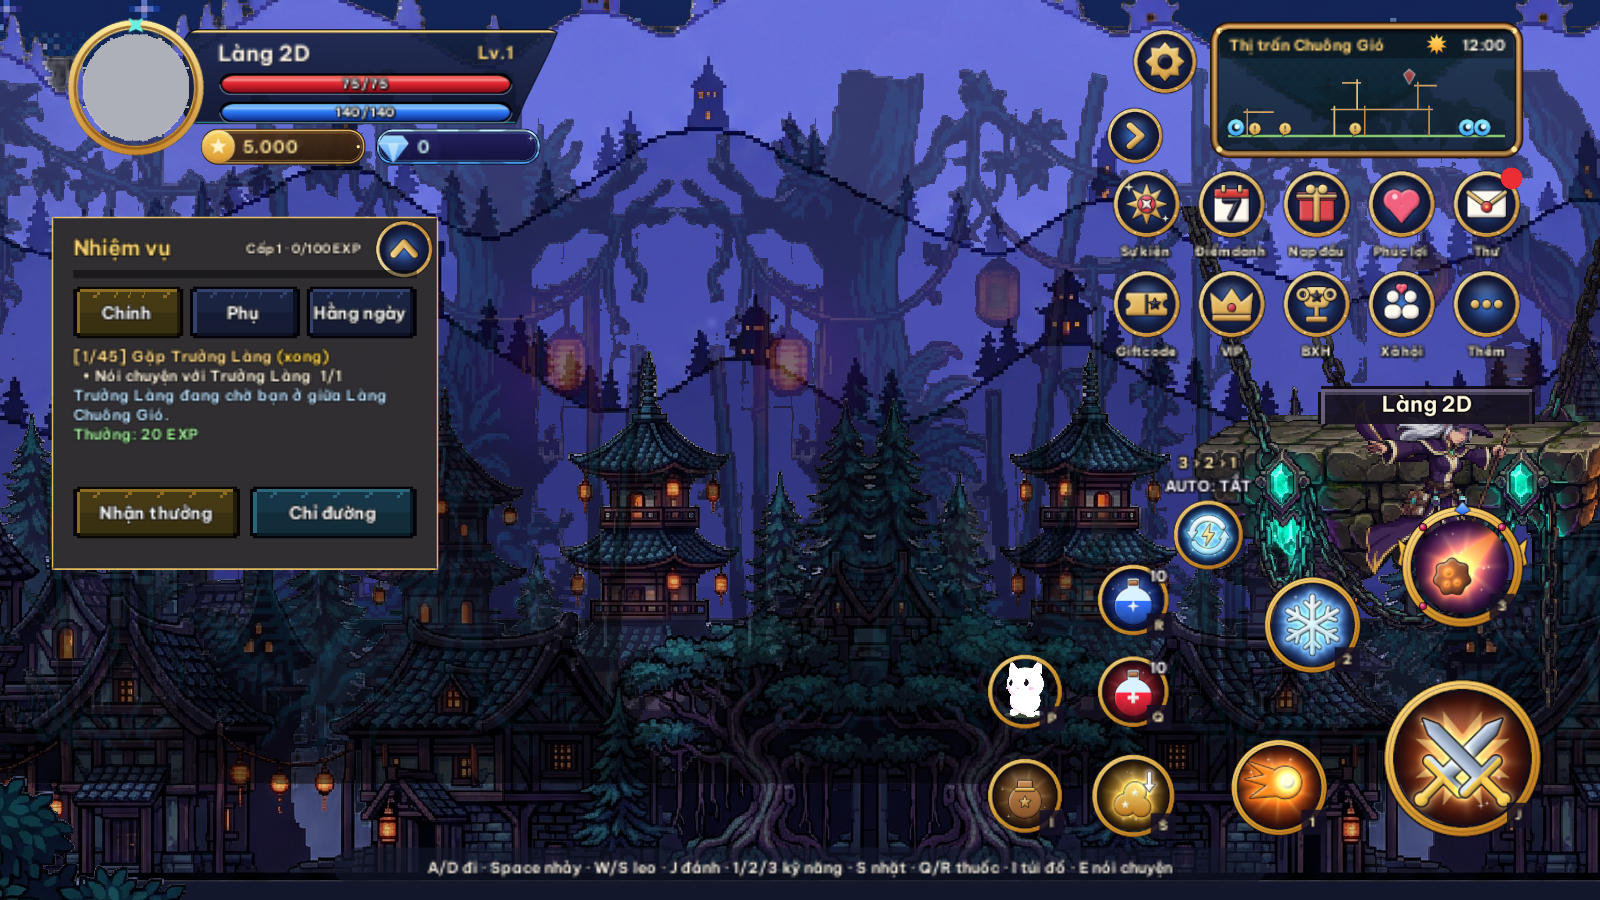 Làng 2D
Lv.1
75/75
140/140
5.000
0
Thị trấn Chuông Gió
12:00
7
Sự kiện
Điểm danh
Nạp đầu
Phúc lợi
Thư
Giftcode
VIP
BXH
Xã hội
Thêm
Nhiệm vụ
Cấp 1 - 0/100 EXP
Chính
Phụ
Hằng ngày
[1/45] Gặp Trưởng Làng (xong)
• Nói chuyện với Trưởng Làng 1/1
Trưởng Làng đang chờ bạn ở giữa Làng
Chuông Gió.
Thưởng: 20 EXP
Nhận thưởng
Chỉ đường
Làng 2D
3 › 2 › 1
AUTO: TẮT
10
R
3
2
10
Q
P
I
S
1
J
A/D đi - Space nhảy - W/S leo - J đánh - 1/2/3 kỹ năng - S nhặt - Q/R thuốc - I túi đồ - E nói chuyện